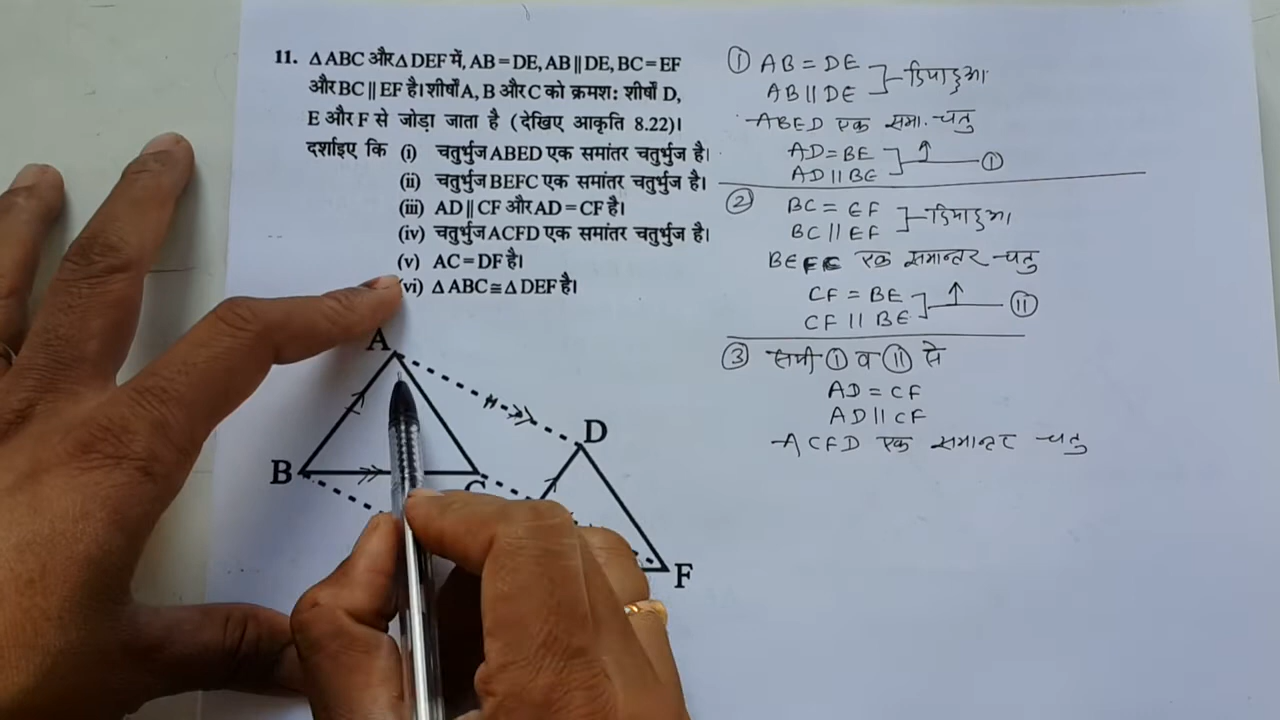 11. Δ ABC और Δ DEF में, AB = DE, AB || DE, BC = EF
और BC || EF है। शीर्षों A, B और C को क्रमश: शीर्षों D,
E और F से जोड़ा जाता है (देखिए आकृति 8.22)।
दर्शाइए कि (i) चतुर्भुज ABED एक समांतर चतुर्भुज है।
(ii) चतुर्भुज BEFC एक समांतर चतुर्भुज है।
(iii) AD || CF और AD = CF है।
(iv) चतुर्भुज ACFD एक समांतर चतुर्भुज है।
(v) AC = DF है।
(vi) Δ ABC ≅ Δ DEF है।
A
D
B
C
F
① AB = DE
AB || DE
दिया हुआ
ABED एक समा. चतु
AD = BE
AD || BE
①
② BC = EF
BC || EF
दिया हुआ
BEFC एक समान्तर चतु
CF = BE
CF || BE
⑪
③ समी ① व ⑪ से
AD = CF
AD || CF
ACFD एक समान्तर चतु